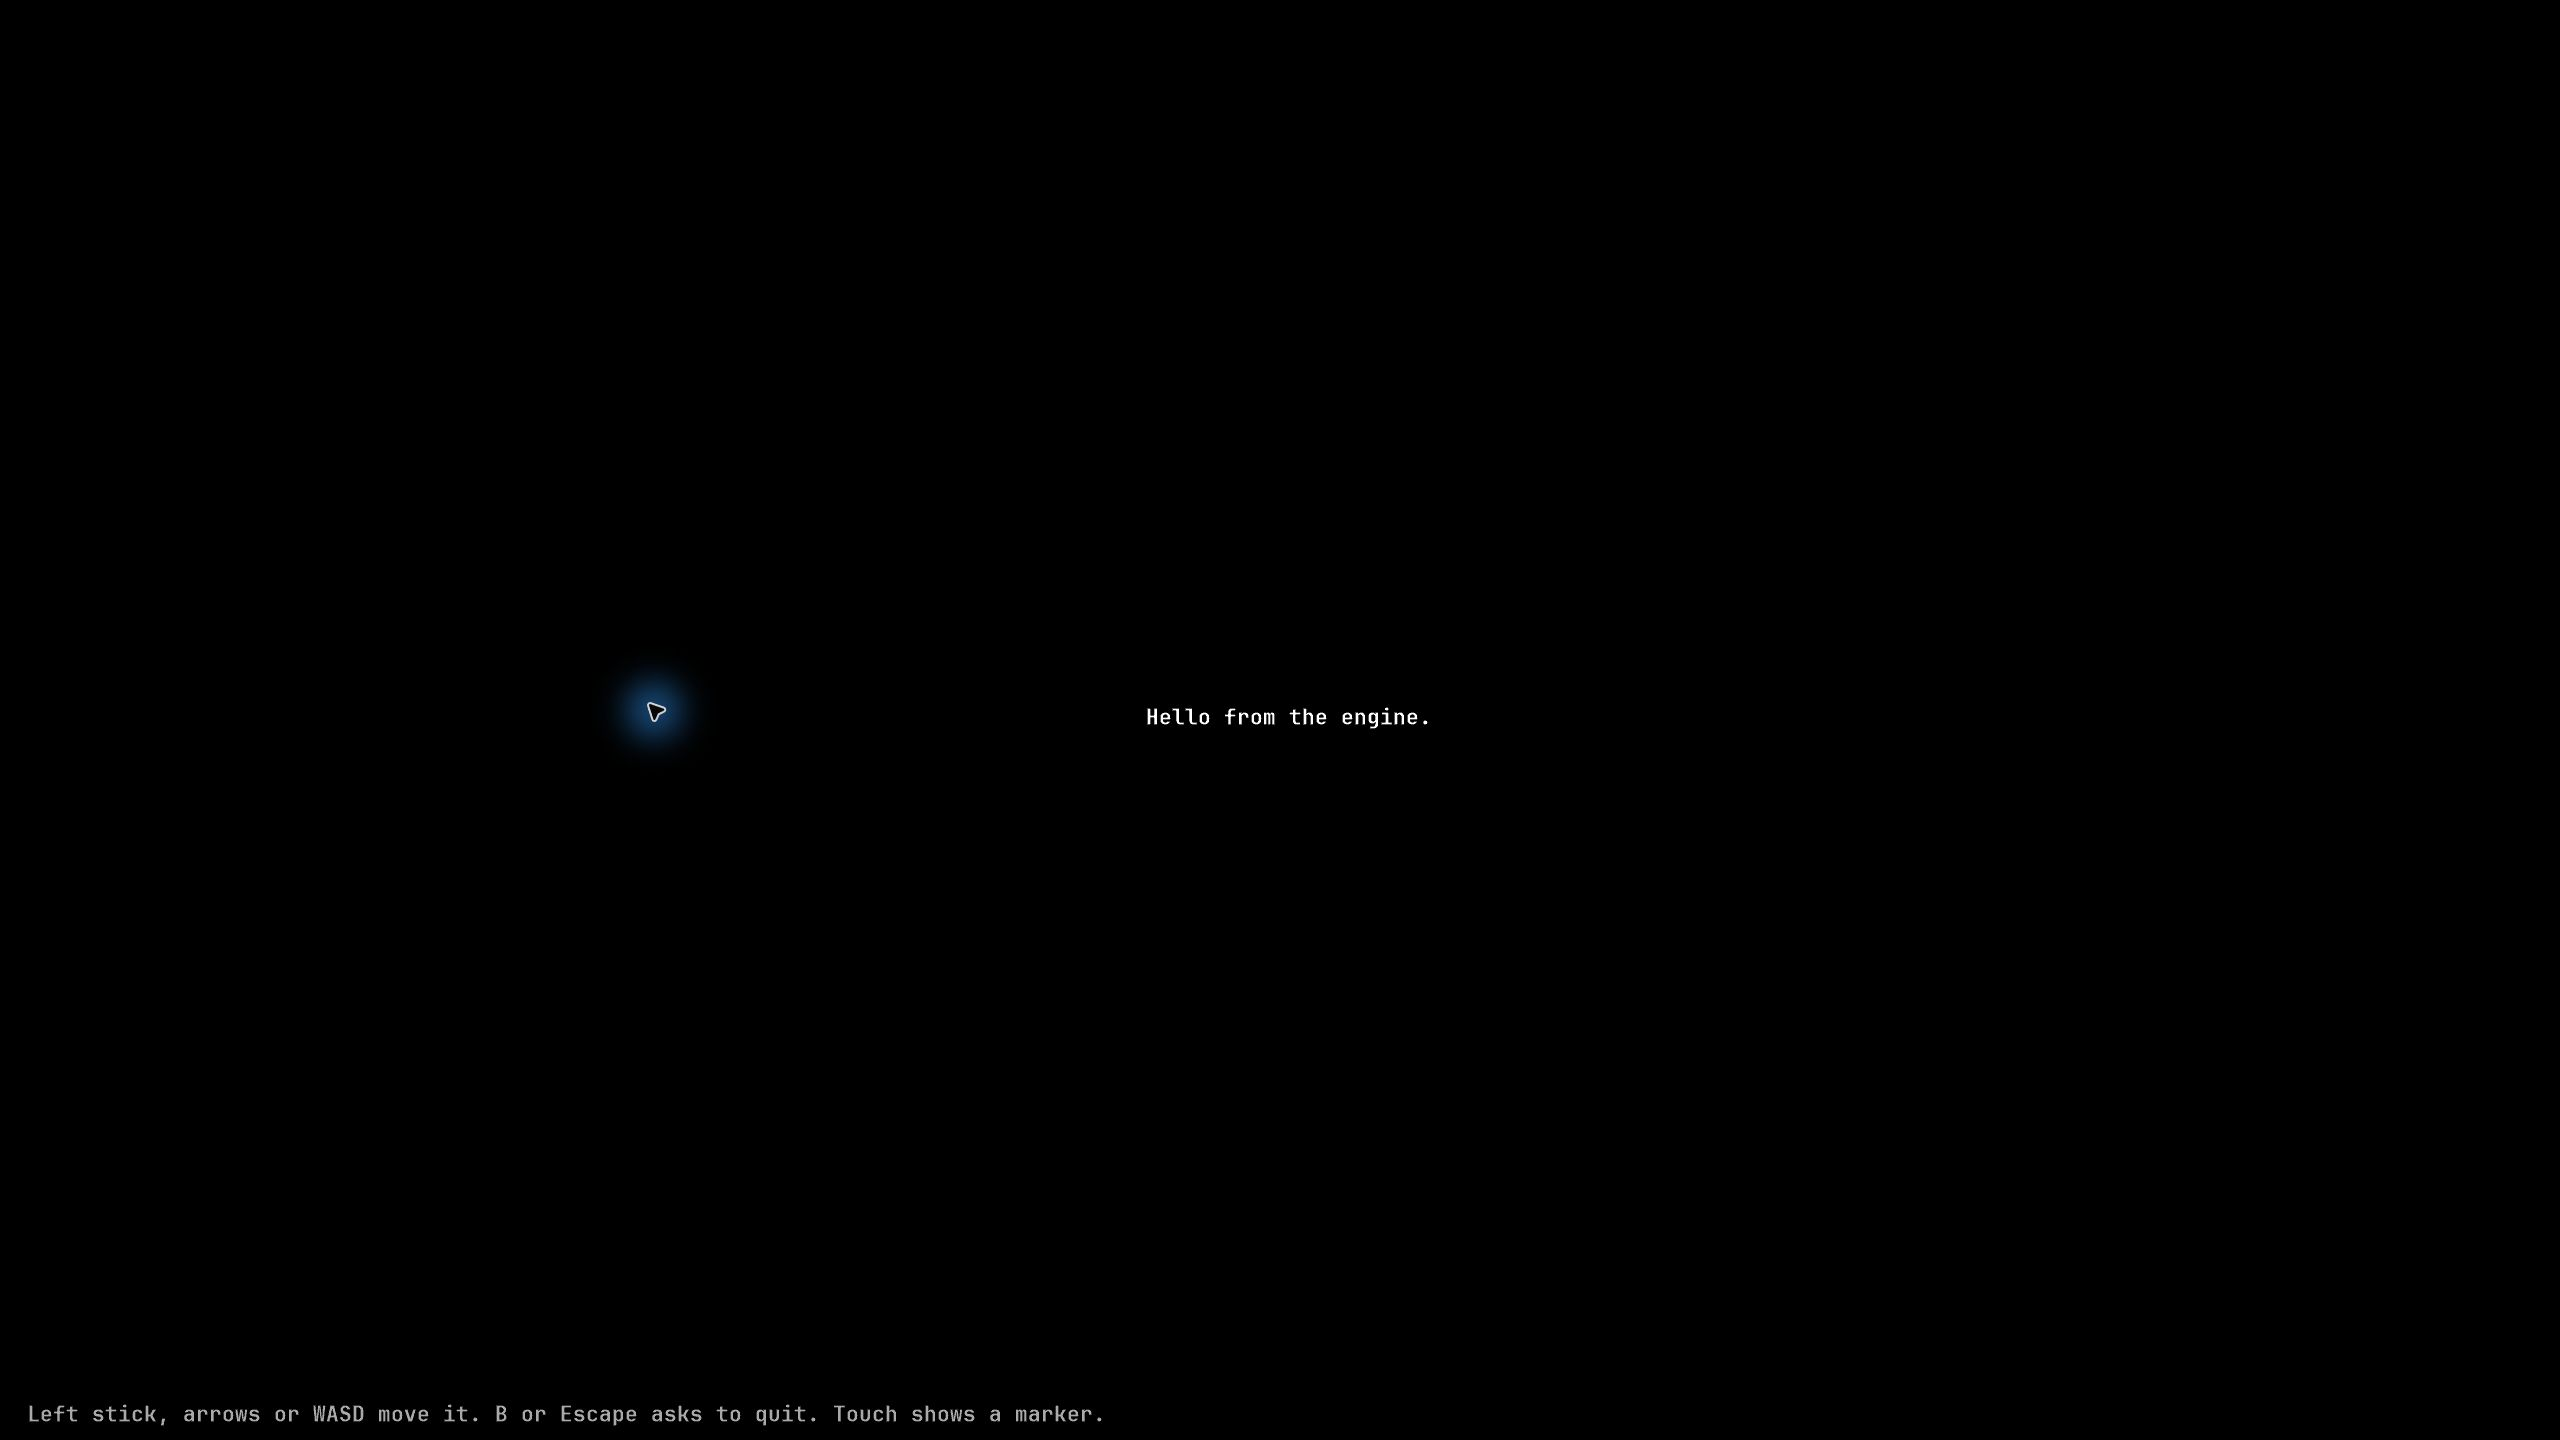 Hello from the engine.
Left stick, arrows or WASD move it. B or Escape asks to quit. Touch shows a marker.